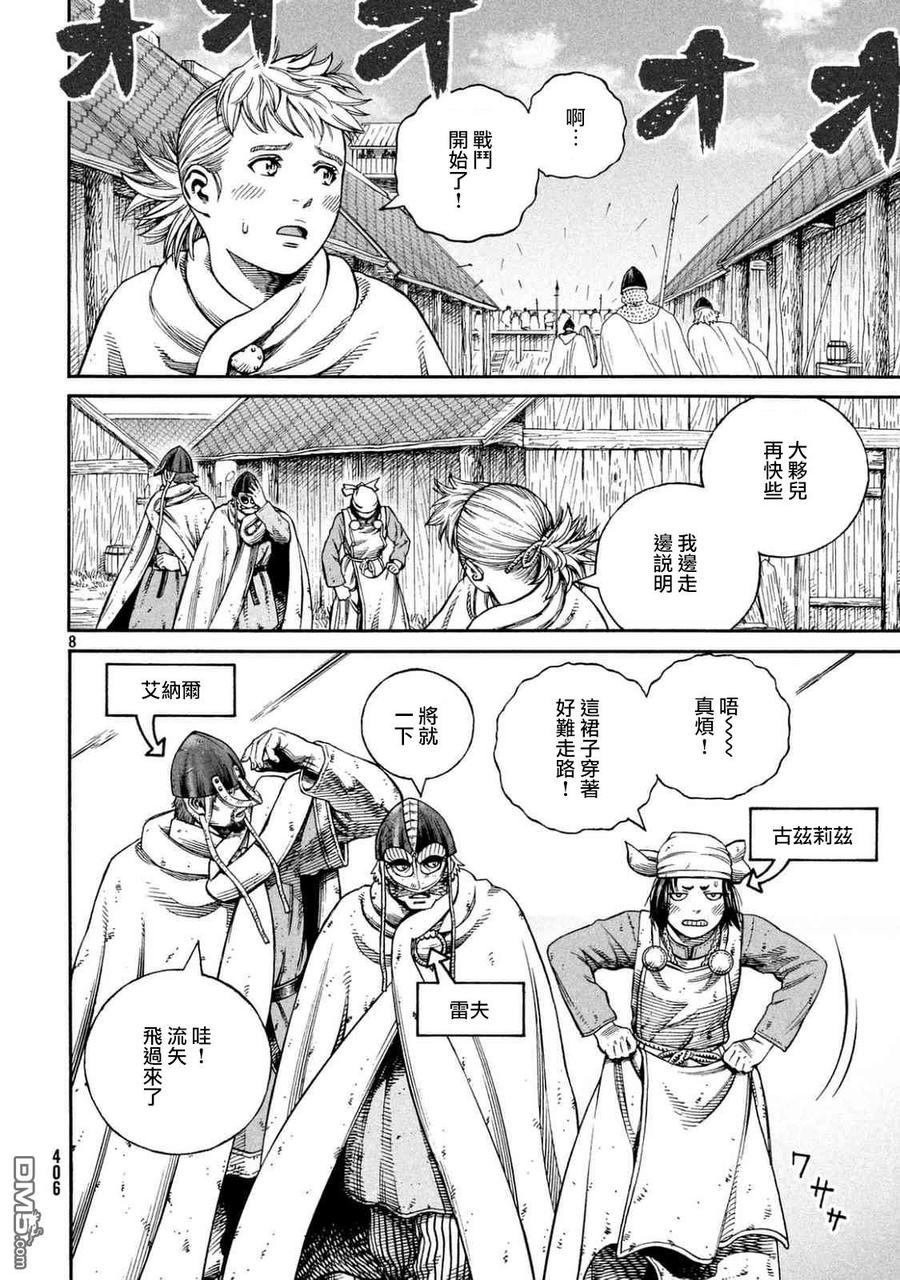 オオオオオ
啊…
戰鬥
開始了！
大夥兒
再快些
我邊走
邊説明
8
唔～～
真煩！
這裙子穿著
好難走路！
將就
一下
艾納爾
古茲莉茲
雷夫
哇！
流矢
飛過來了
ワサ
サ
406
DM5.com